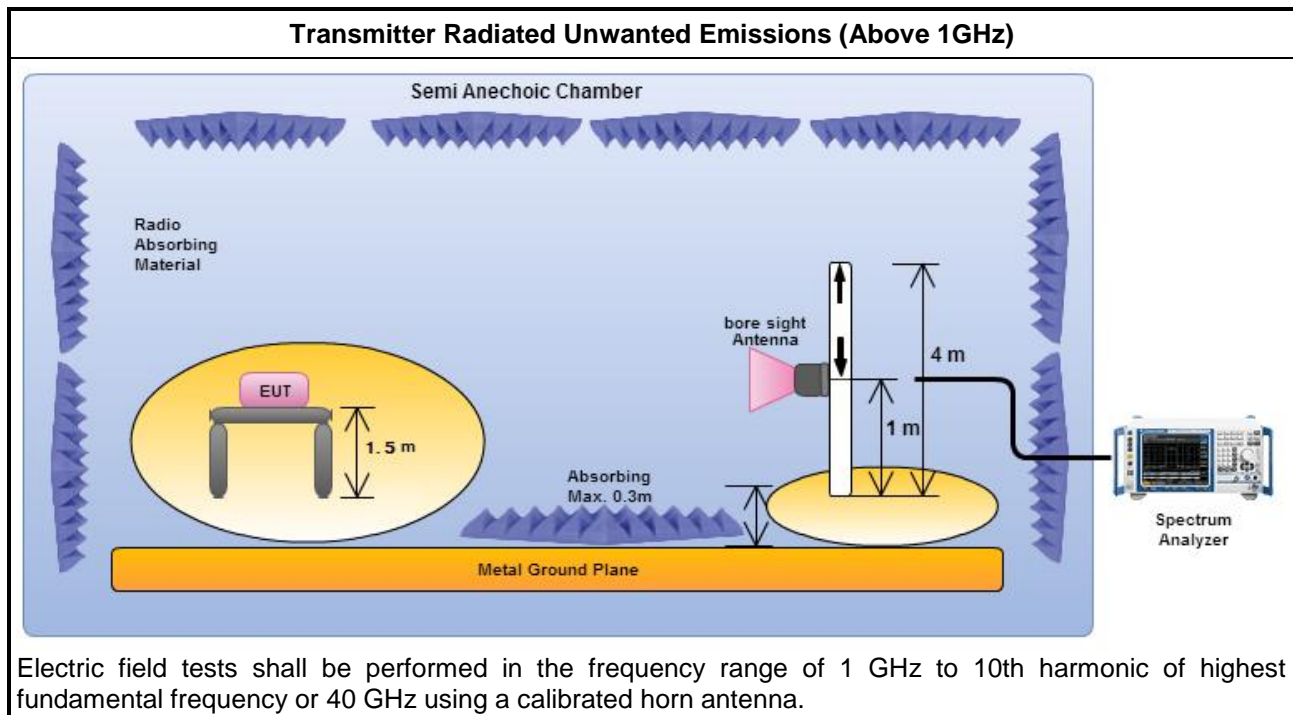 Transmitter Radiated Unwanted Emissions (Above 1GHz)
Semi Anechoic Chamber
Radio
Absorbing
Material
bore sight
Antenna
4 m
EUT
1.5 m
1 m
Absorbing
Max. 0.3m
Spectrum
Analyzer
Metal Ground Plane
Electric field tests shall be performed in the frequency range of 1 GHz to 10th harmonic of highest
fundamental frequency or 40 GHz using a calibrated horn antenna.